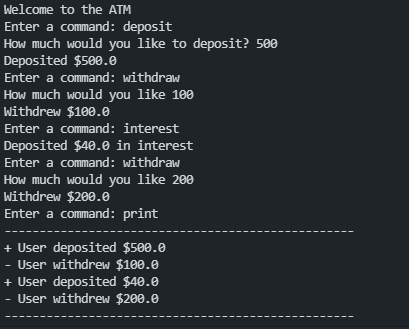 Welcome to the ATM
Enter a command: deposit
How much would you like to deposit? 500
Deposited $500.0
Enter a command: withdraw
How much would you like 100
Withdrew $100.0
Enter a command: interest
Deposited $40.0 in interest
Enter a command: withdraw
How much would you like 200
Withdrew $200.0
Enter a command: print
--------------------------------------------------
+ User deposited $500.0
- User withdrew $100.0
+ User deposited $40.0
- User withdrew $200.0
--------------------------------------------------